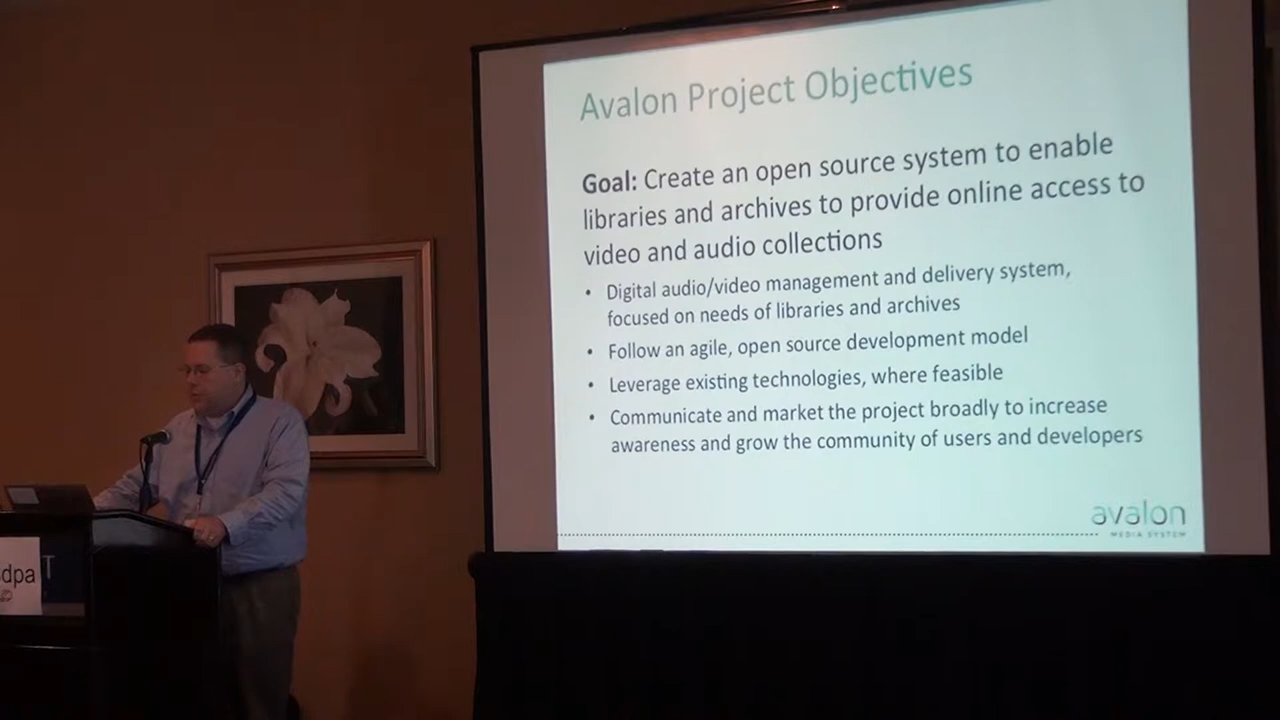 Avalon Project Objectives
Goal: Create an open source system to enable
libraries and archives to provide online access to
video and audio collections
• Digital audio/video management and delivery system,
focused on needs of libraries and archives
• Follow an agile, open source development model
• Leverage existing technologies, where feasible
• Communicate and market the project broadly to increase
awareness and grow the community of users and developers
avalon
MEDIA SYSTEM
dpa
T